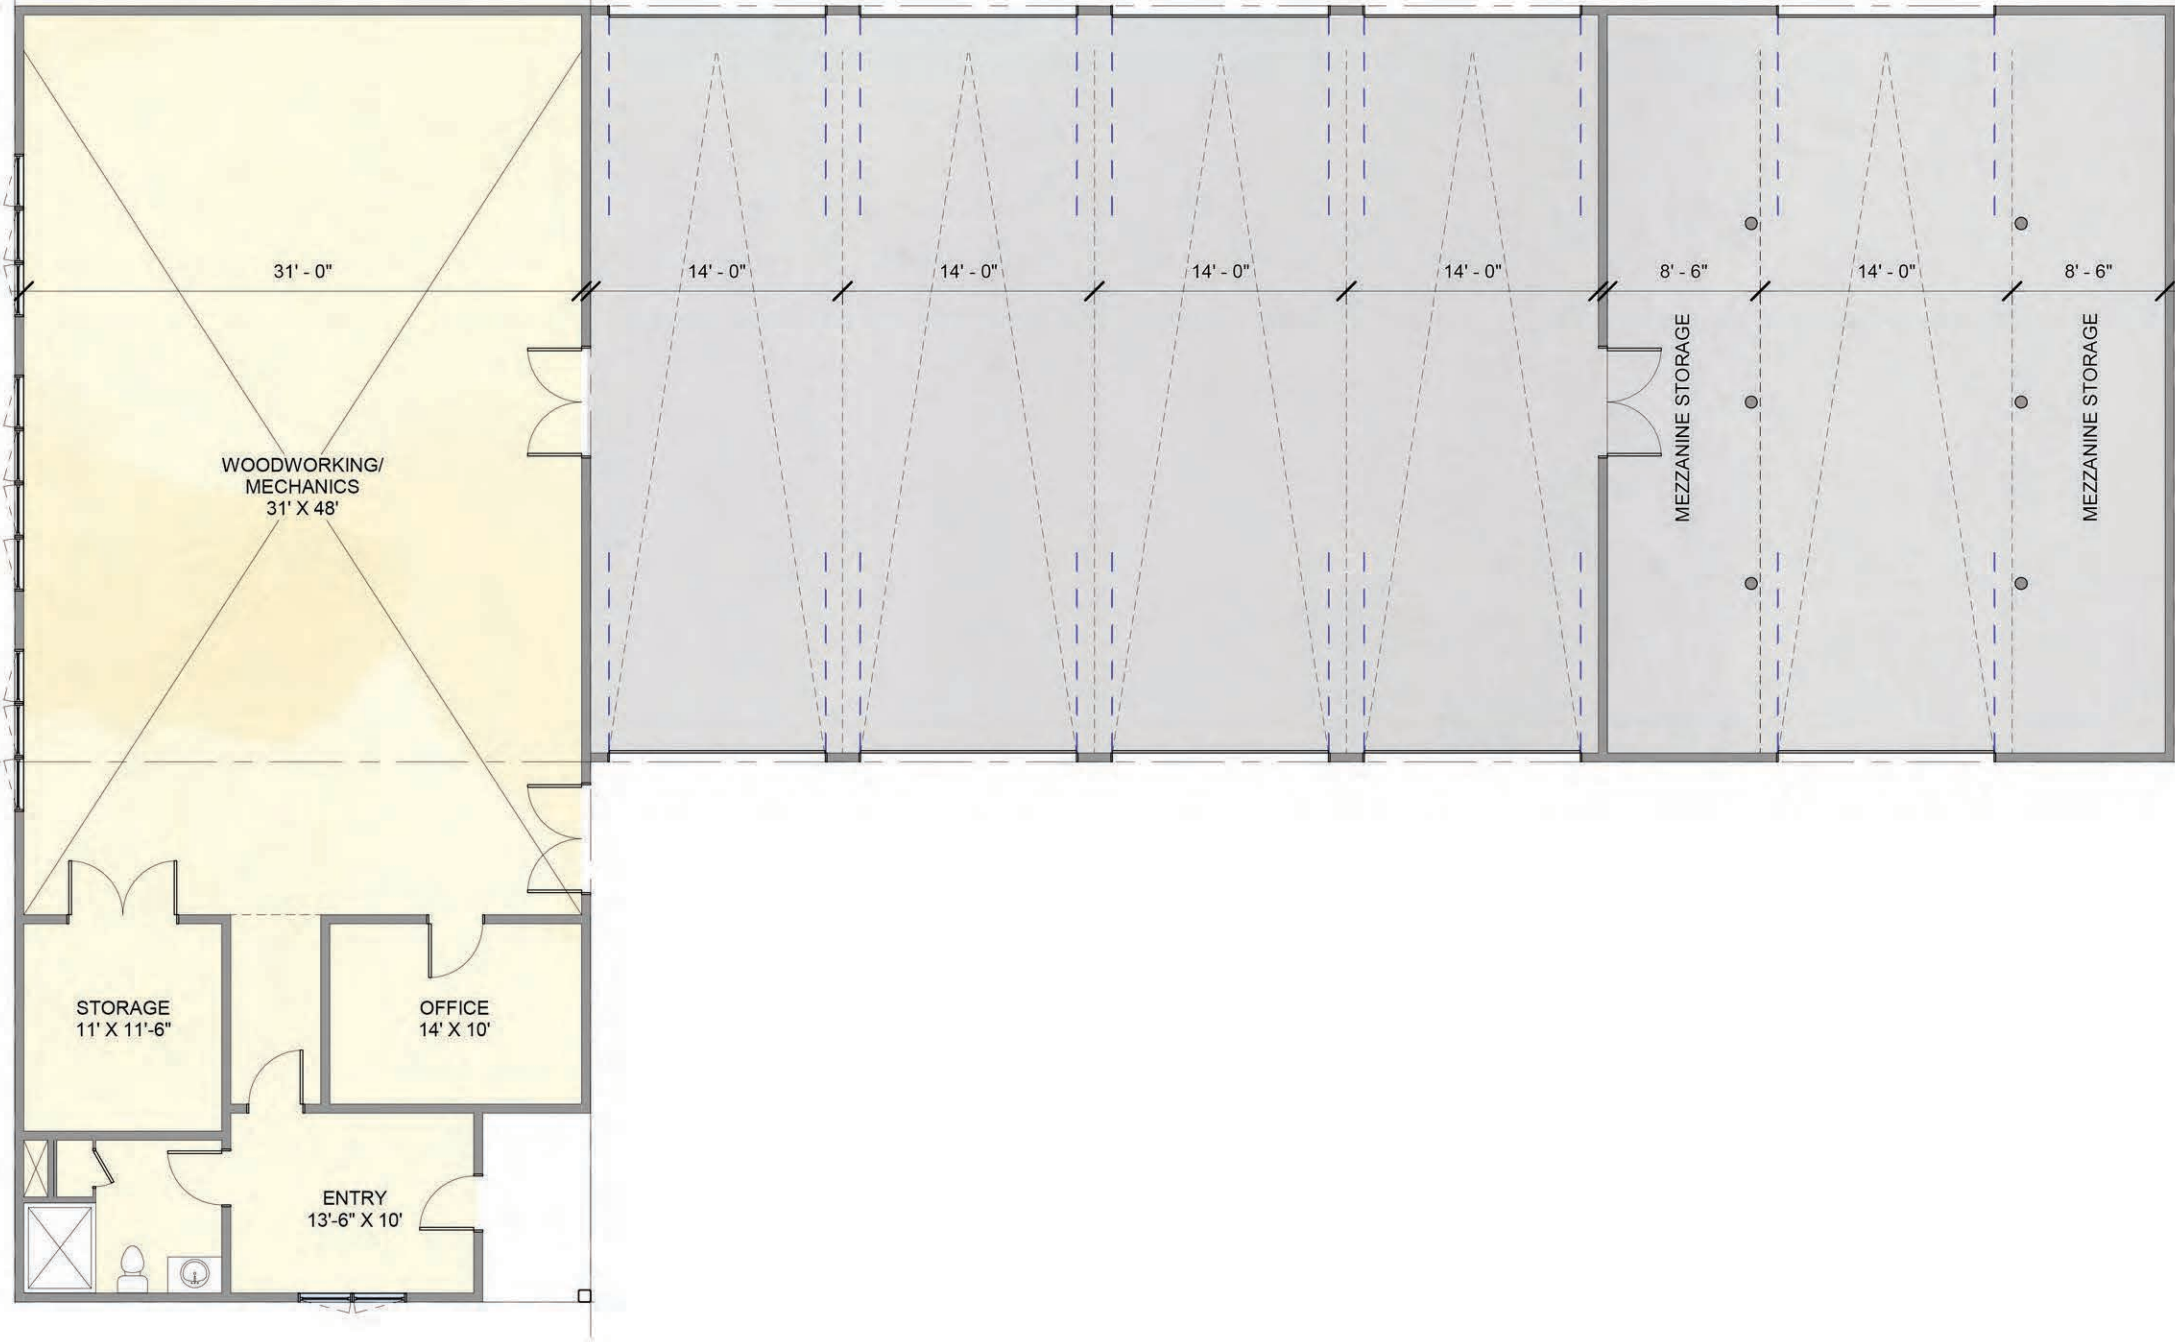 31' - 0"
14' - 0"
14' - 0"
14' - 0"
14' - 0"
8' - 6"
14' - 0"
8' - 6"
MEZZANINE STORAGE
MEZZANINE STORAGE
WOODWORKING/
MECHANICS
31' X 48'
STORAGE
11' X 11'-6"
OFFICE
14' X 10'
ENTRY
13'-6" X 10'